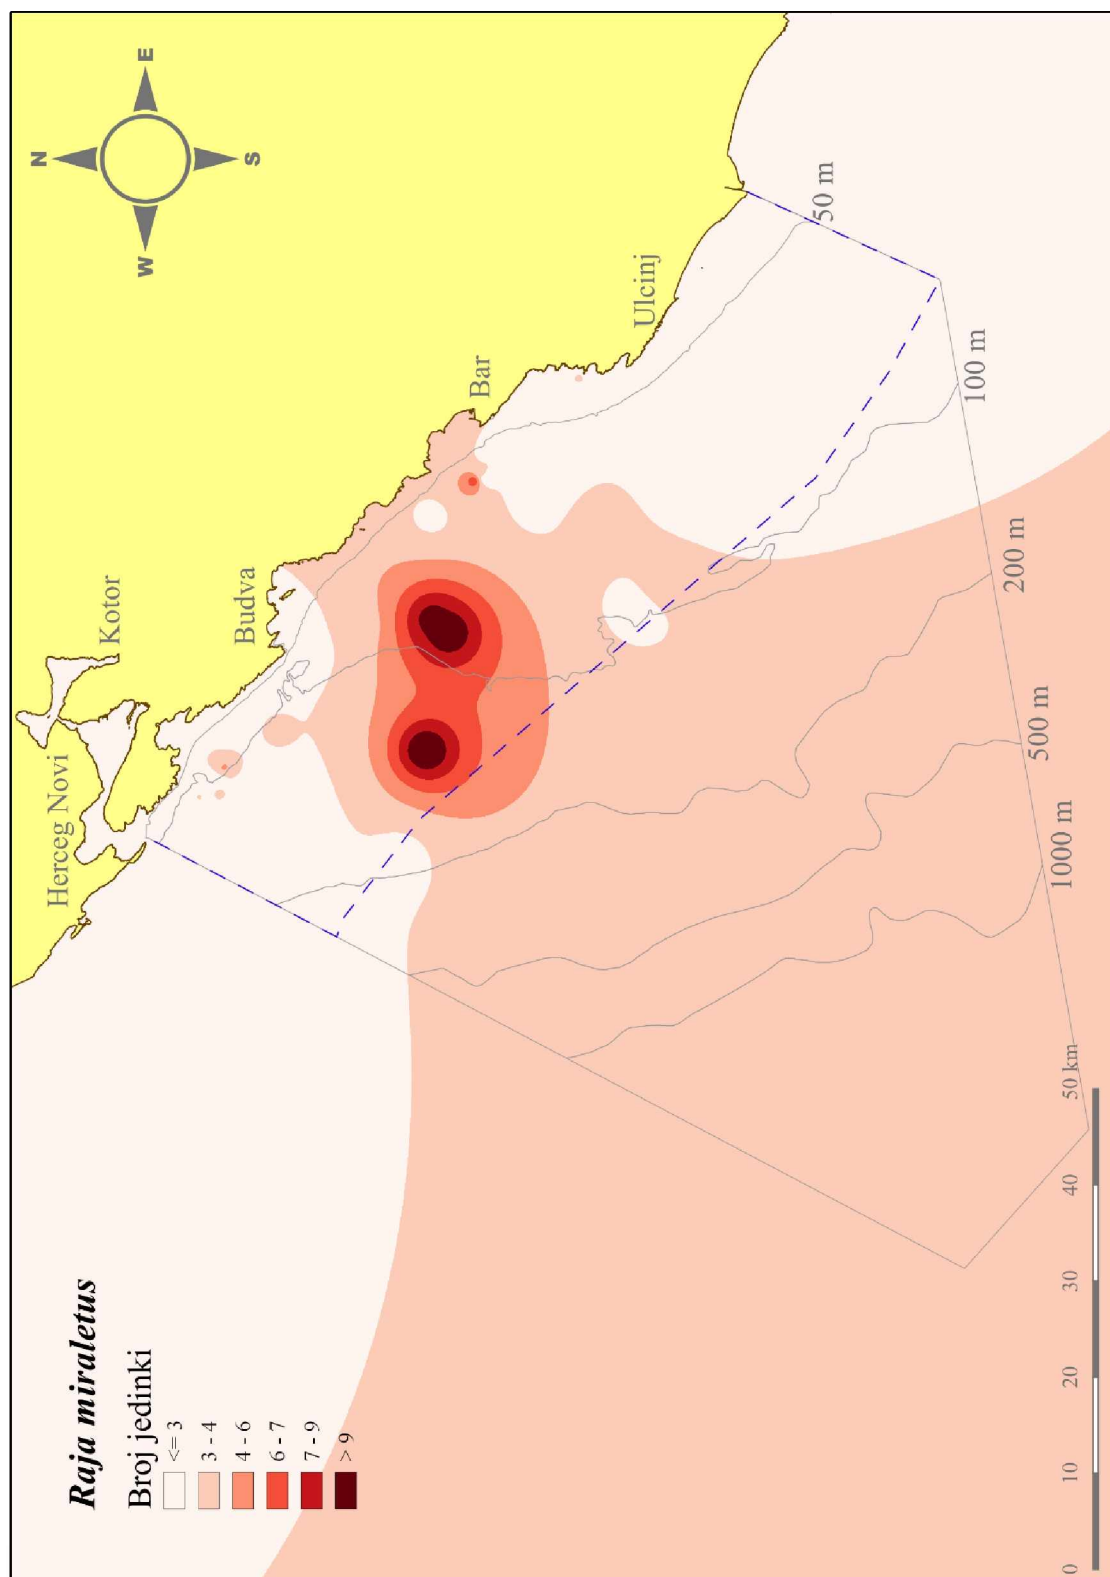 Raja miraletus
Broj jedinki
<= 3
3 - 4
4 - 6
6 - 7
7 - 9
> 9
N
W
E
S
Herceg Novi
Kotor
Budva
Bar
Ulcinj
50 m
100 m
200 m
500 m
1000 m
0
10
20
30
40
50 km